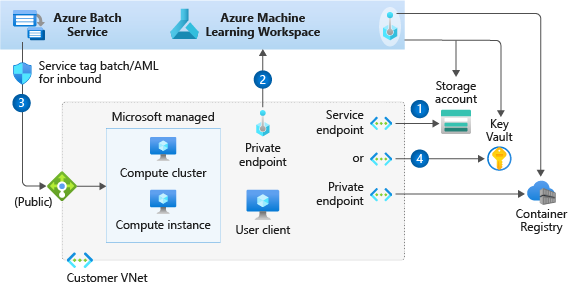 Azure Batch
Service
Azure Machine
Learning Workspace
Service tag batch/AML
for inbound
3
2
1
Storage
account
Microsoft managed
Service
endpoint
Key
Vault
Compute cluster
Private
endpoint
or
4
(Public)
Private
endpoint
Compute instance
User client
Container
Registry
Customer VNet